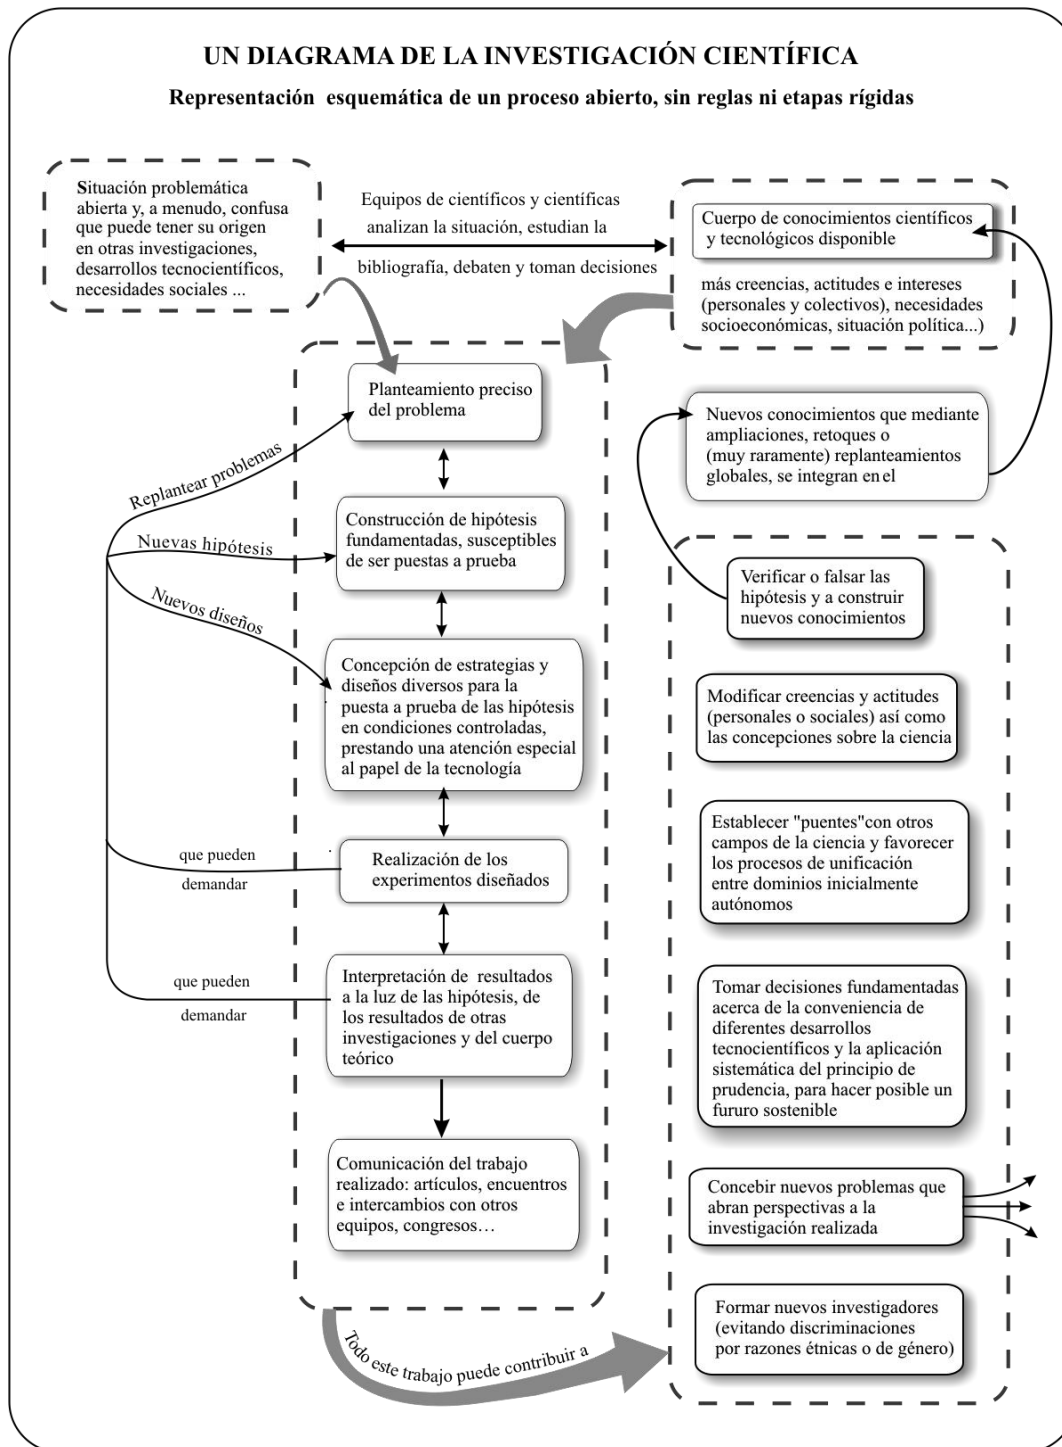 UN DIAGRAMA DE LA INVESTIGACIÓN CIENTÍFICA
Representación esquemática de un proceso abierto, sin reglas ni etapas rígidas
Situación problemática
abierta y, a menudo, confusa
que puede tener su origen
en otras investigaciones,
desarrollos tecnocientíficos,
necesidades sociales ...
Equipos de científicos y científicas
analizan la situación, estudian la
bibliografía, debaten y toman decisiones
Cuerpo de conocimientos científicos
y tecnológicos disponible
más creencias, actitudes e intereses
(personales y colectivos), necesidades
socioeconómicas, situación política...)
Planteamiento preciso
del problema
Replantear problemas
Nuevas hipótesis
Nuevos diseños
Construcción de hipótesis
fundamentadas, susceptibles
de ser puestas a prueba
Concepción de estrategias y
diseños diversos para la
puesta a prueba de las hipótesis
en condiciones controladas,
prestando una atención especial
al papel de la tecnología
que pueden
demandar
Realización de los
experimentos diseñados
que pueden
demandar
Interpretación de resultados
a la luz de las hipótesis, de
los resultados de otras
investigaciones y del cuerpo
teórico
Comunicación del trabajo
realizado: artículos, encuentros
e intercambios con otros
equipos, congresos…
Todo este trabajo puede contribuir a
Nuevos conocimientos que mediante
ampliaciones, retoques o
(muy raramente) replanteamientos
globales, se integran en el
Verificar o falsar las
hipótesis y a construir
nuevos conocimientos
Modificar creencias y actitudes
(personales o sociales) así como
las concepciones sobre la ciencia
Establecer "puentes"con otros
campos de la ciencia y favorecer
los procesos de unificación
entre dominios inicialmente
autónomos
Tomar decisiones fundamentadas
acerca de la conveniencia de
diferentes desarrollos
tecnocientíficos y la aplicación
sistemática del principio de
prudencia, para hacer posible un
fururo sostenible
Concebir nuevos problemas que
abran perspectivas a la
investigación realizada
Formar nuevos investigadores
(evitando discriminaciones
por razones étnicas o de género)